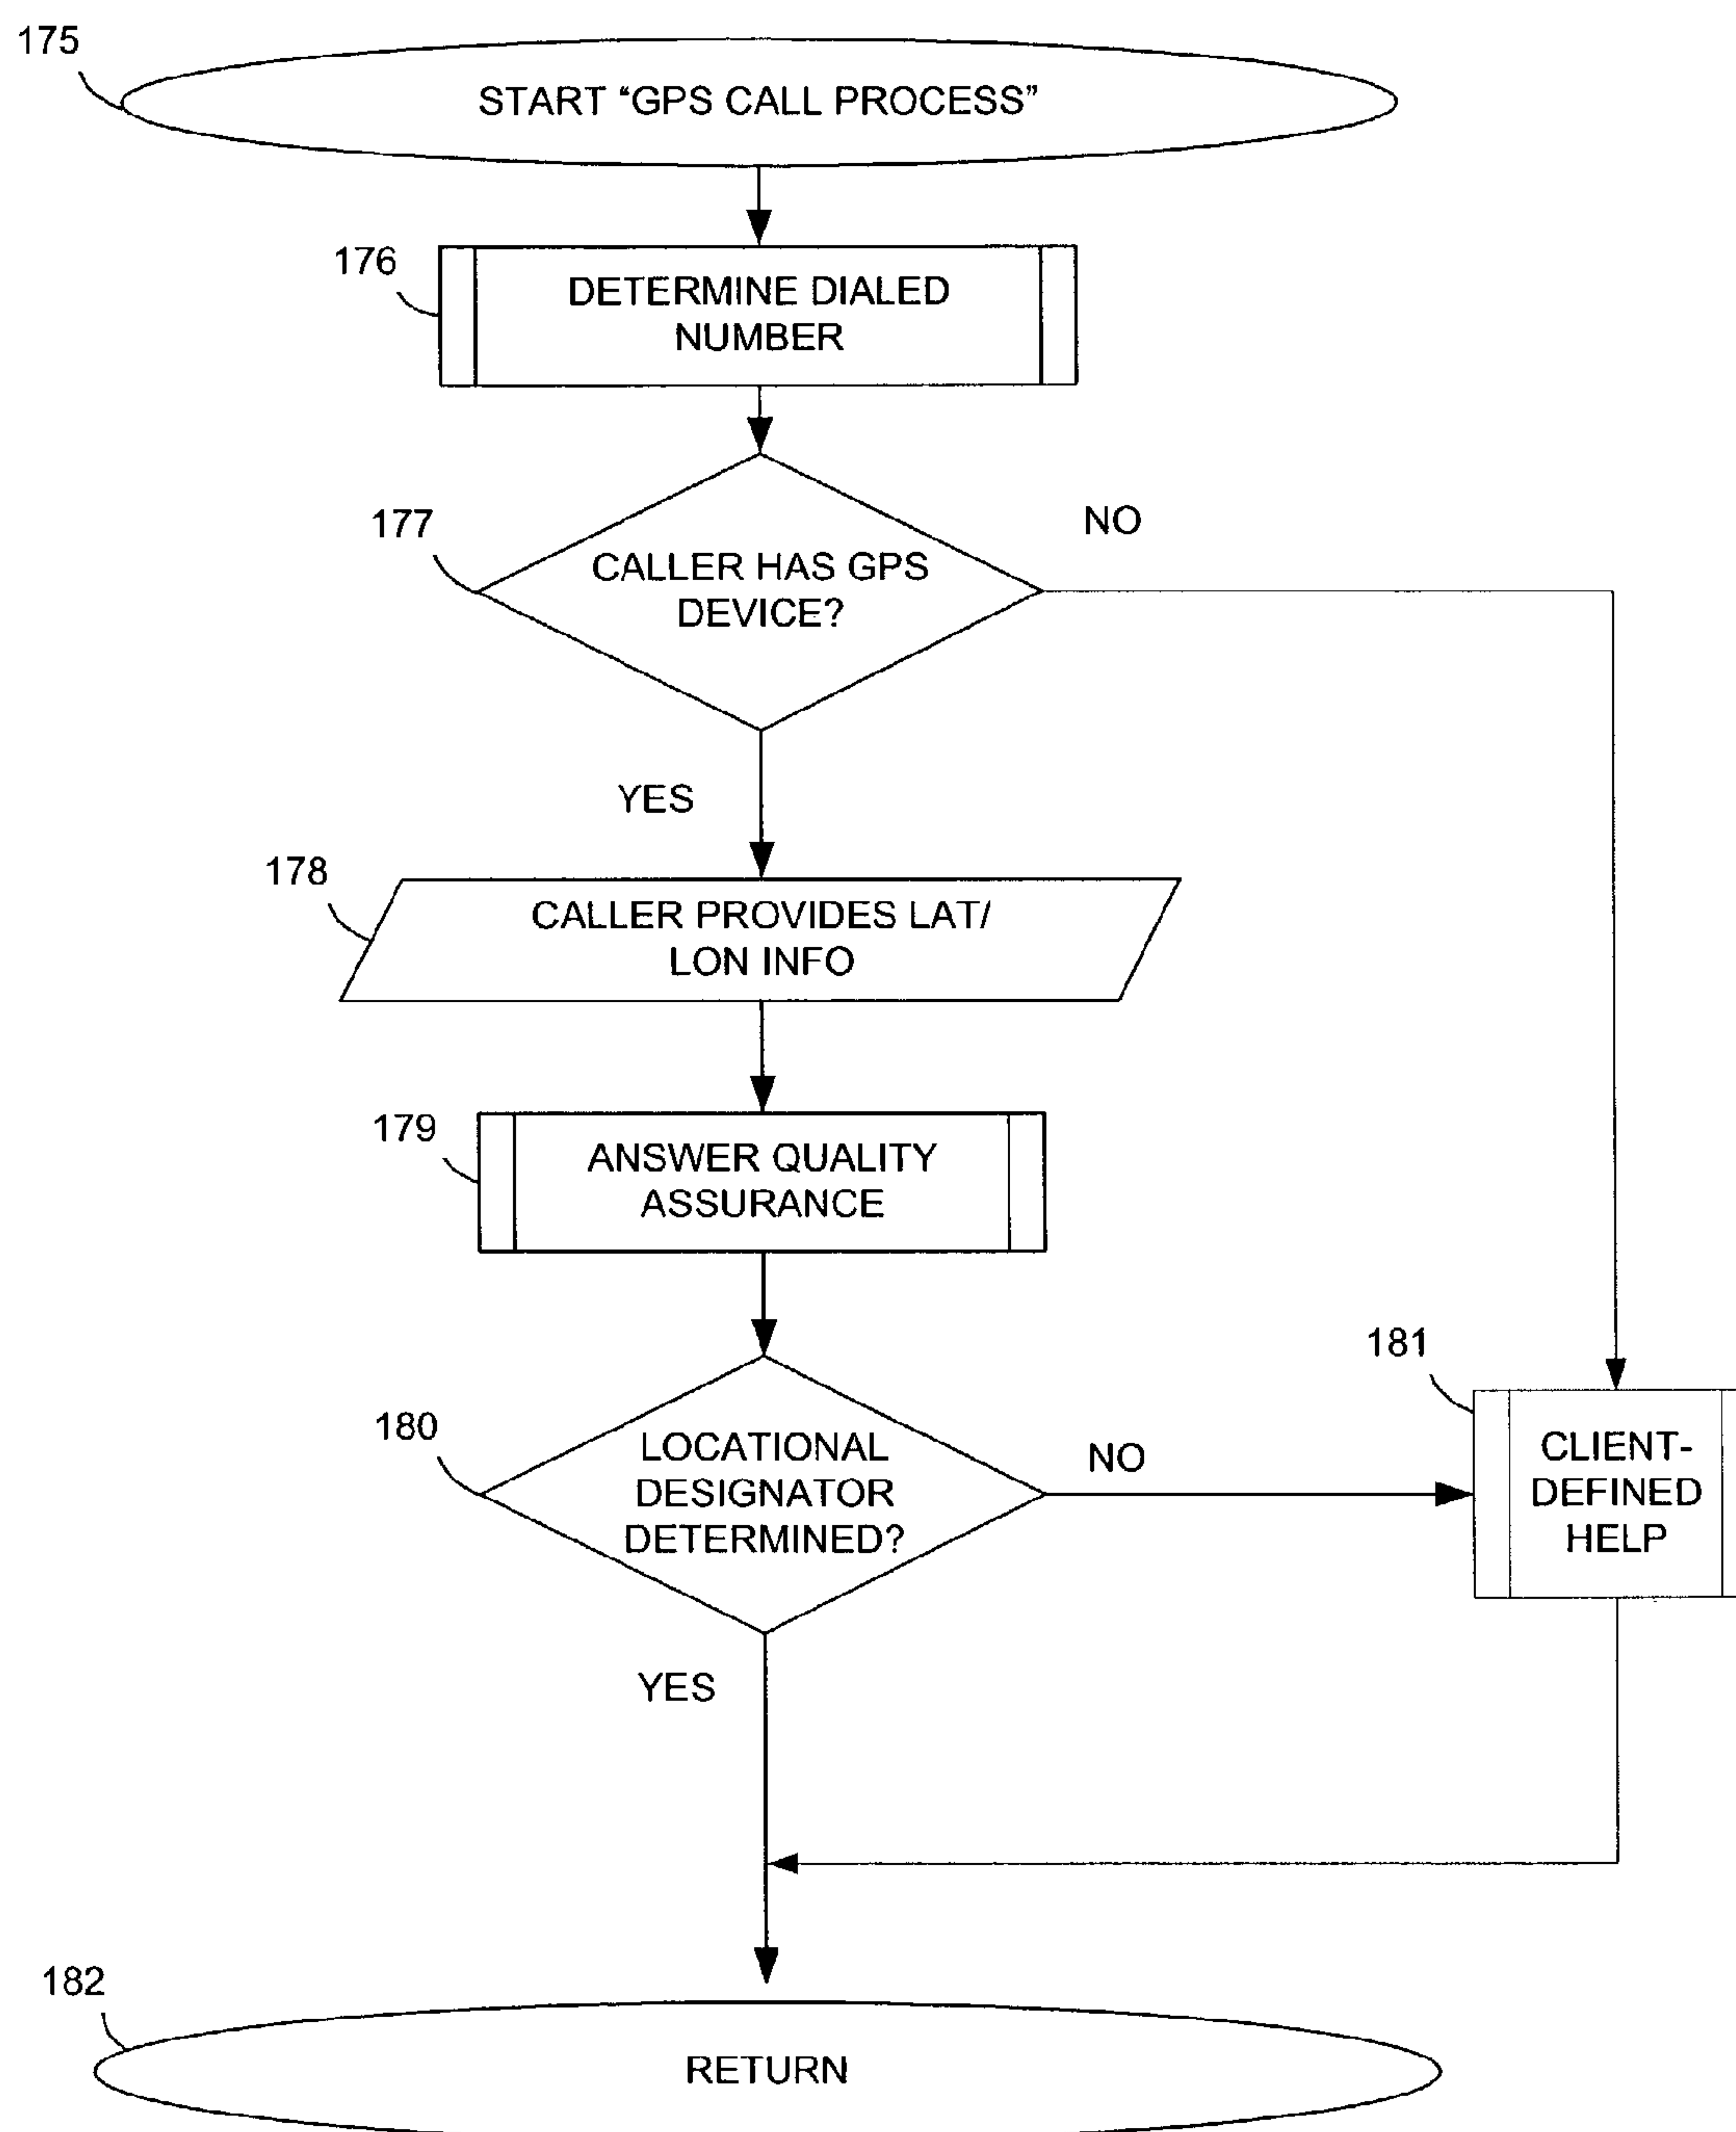 175
START “GPS CALL PROCESS”
176
DETERMINE DIALED
NUMBER
177
CALLER HAS GPS
DEVICE?
NO
YES
178
CALLER PROVIDES LAT/
LON INFO
179
ANSWER QUALITY
ASSURANCE
180
LOCATIONAL
DESIGNATOR
DETERMINED?
NO
181
CLIENT-
DEFINED
HELP
YES
182
RETURN